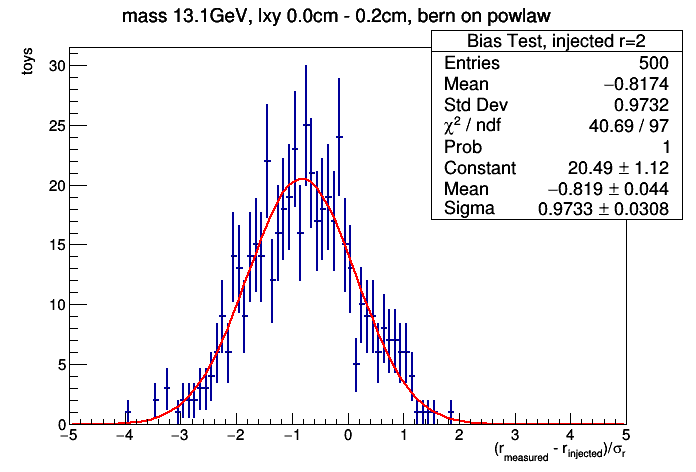 mass 13.1GeV, lxy 0.0cm - 0.2cm, bern on powlaw
Bias Test, injected r=2
Entries 500
Mean −0.8174
Std Dev 0.9732
χ² / ndf 40.69 / 97
Prob 1
Constant 20.49 ± 1.12
Mean −0.819 ± 0.044
Sigma 0.9733 ± 0.0308
toys
30
25
20
15
10
5
0
−5 −4 −3 −2 −1 0 1 2 3 4 5
(r_measured - r_injected)/σ_r